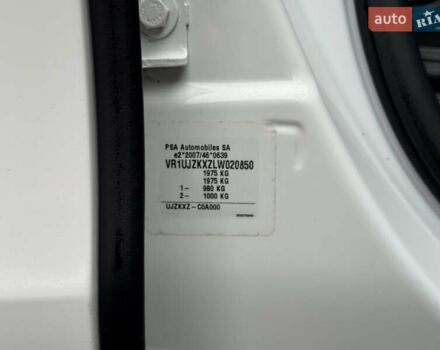 auto RIA
PSA Automobiles SA
e2*2007/46*0639
VR1UJZKXZLW020850
1975 KG
1975 KG
1- 980 KG
2- 1000 KG
UJZKXZ-C0A000